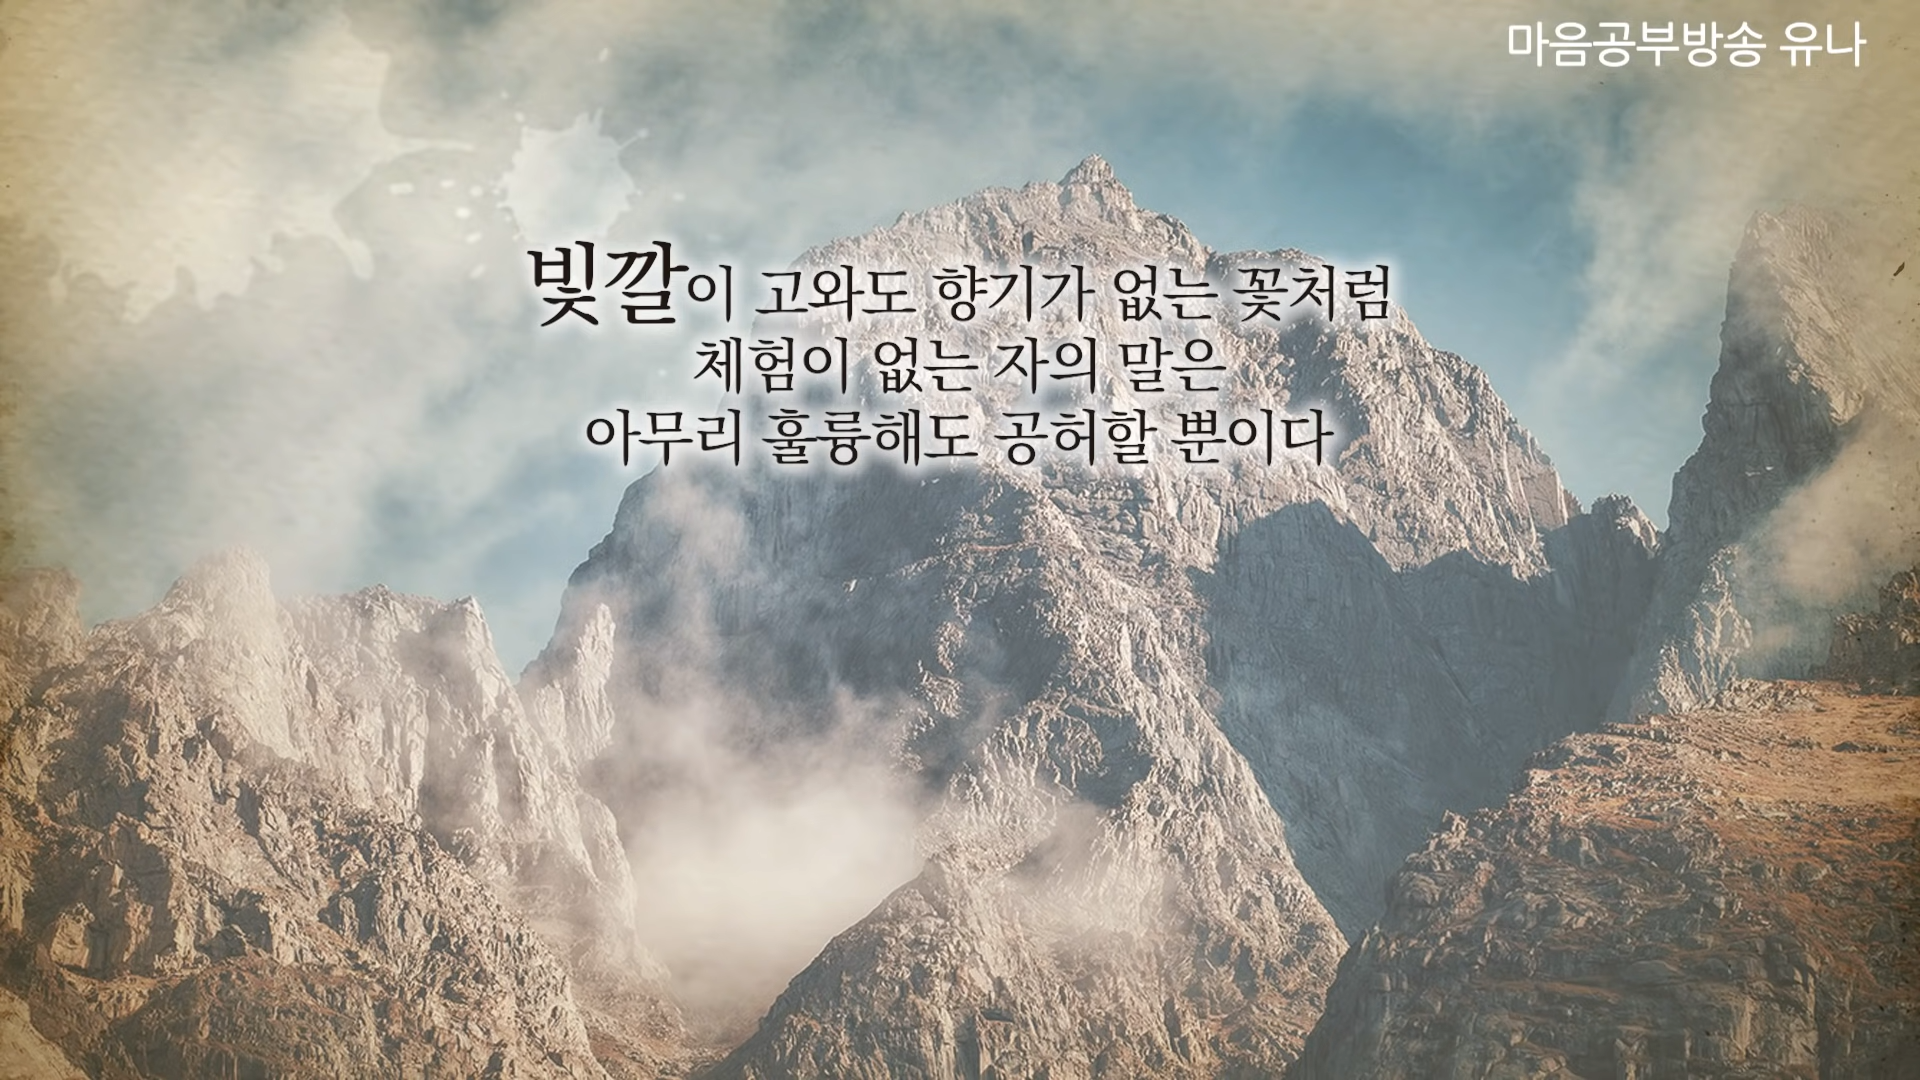 마음공부방송 유나
빛깔이 고와도 향기가 없는 꽃처럼
체험이 없는 자의 말은
아무리 훌륭해도 공허할 뿐이다